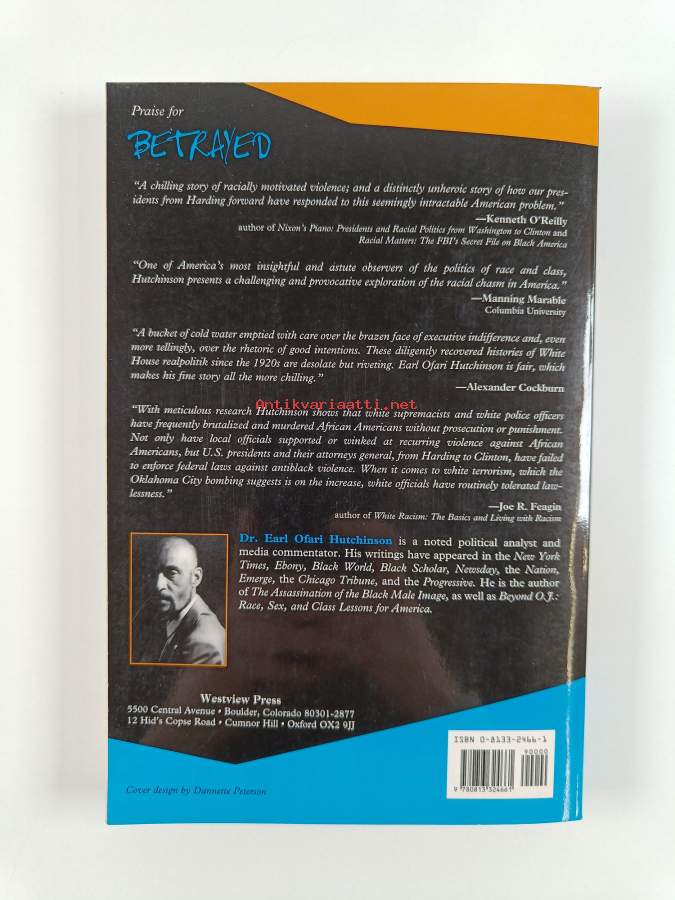 Praise for
BETRAYED
“A chilling story of racially motivated violence; and a distinctly unheroic story of how our pres-
idents from Harding forward have responded to this seemingly intractable American problem.”
—Kenneth O’Reilly
author of Nixon’s Piano: Presidents and Racial Politics from Washington to Clinton and
Racial Matters: The FBI’s Secret File on Black America
“One of America’s most insightful and astute observers of the politics of race and class,
Hutchinson presents a challenging and provocative exploration of the racial chasm in America.”
—Manning Marable
Columbia University
“A bucket of cold water emptied with care over the brazen face of executive indifference and, even
more tellingly, over the rhetoric of good intentions. These diligently recovered histories of White
House realpolitik since the 1920s are desolate but riveting. Earl Ofari Hutchinson is fair, which
makes his fine story all the more chilling.”
—Alexander Cockburn
Antikvariaatti.net
“With meticulous research Hutchinson shows that white supremacists and white police officers
have frequently brutalized and murdered African Americans without prosecution or punishment.
Not only have local officials supported or winked at recurring violence against African
Americans, but U.S. presidents and their attorneys general, from Harding to Clinton, have failed
to enforce federal laws against antiblack violence. When it comes to white terrorism, which the
Oklahoma City bombing suggests is on the increase, white officials have routinely tolerated law-
lessness.”
—Joe R. Feagin
author of White Racism: The Basics and Living with Racism
Dr. Earl Ofari Hutchinson is a noted political analyst and
media commentator. His writings have appeared in the New York
Times, Ebony, Black World, Black Scholar, Newsday, the Nation,
Emerge, the Chicago Tribune, and the Progressive. He is the author
of The Assassination of the Black Male Image, as well as Beyond O.J.:
Race, Sex, and Class Lessons for America.
Westview Press
5500 Central Avenue • Boulder, Colorado 80301-2877
12 Hid’s Copse Road • Cumnor Hill • Oxford OX2 9JJ
ISBN 0-8133-2466-1
90000
9 780813 324661
Cover design by Dannette Peterson